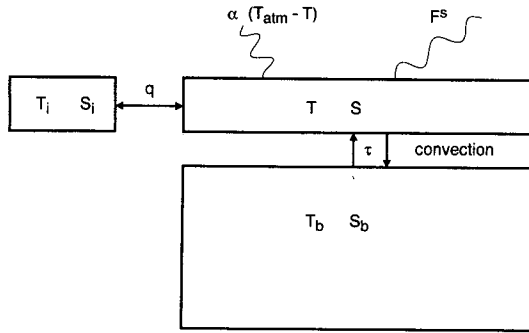 α (T_atm - T) F^s
q
T_i S_i T S
τ convection
T_b S_b